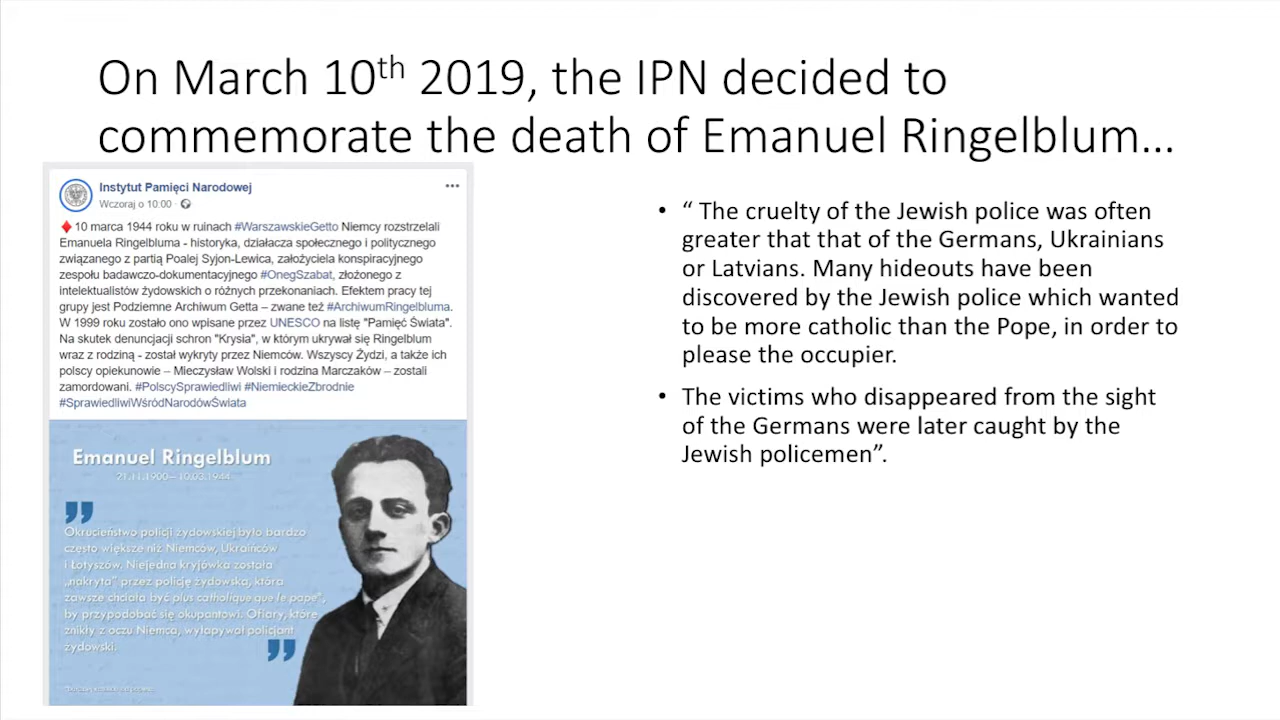 On March 10th 2019, the IPN decided to
commemorate the death of Emanuel Ringelblum...
Instytut Pamięci Narodowej
Wczoraj o 10:00 ·
10 marca 1944 roku w ruinach #WarszawskieGetto Niemcy rozstrzelali
Emanuela Ringelbluma - historyka, działacza społecznego i politycznego
związanego z partią Poalej Syjon-Lewica, założyciela konspiracyjnego
zespołu badawczo-dokumentacyjnego #OnegSzabat, złożonego z
intelektualistów żydowskich o różnych przekonaniach. Efektem pracy tej
grupy jest Podziemne Archiwum Getta – zwane też #ArchiwumRingelbluma.
W 1999 roku zostało ono wpisane przez UNESCO na listę "Pamięć Świata".
Na skutek denuncjacji schron "Krysia", w którym ukrywał się Ringelblum
wraz z rodziną - został wykryty przez Niemców. Wszyscy Żydzi, a także ich
polscy opiekunowie – Mieczysław Wolski i rodzina Marczaków – zostali
zamordowani. #PolscySprawiedliwi #NiemieckieZbrodnie
#SprawiedliwiWśródNarodówŚwiata
Emanuel Ringelblum
21.11.1900– 10.03.1944
”
Okrucieństwo policji żydowskiej było bardzo
często większe niż Niemców, Ukraińców
i Łotyszów. Niejedna kryjówka została
„nakryta” przez policję żydowską, która
zawsze chciała być plus catholique que le pape*,
by przypodobać się okupantowi. Ofiary, które
znikły z oczu Niemca, wyłapywał policjant
żydowski.
”
• “ The cruelty of the Jewish police was often
greater that that of the Germans, Ukrainians
or Latvians. Many hideouts have been
discovered by the Jewish police which wanted
to be more catholic than the Pope, in order to
please the occupier.
• The victims who disappeared from the sight
of the Germans were later caught by the
Jewish policemen”.